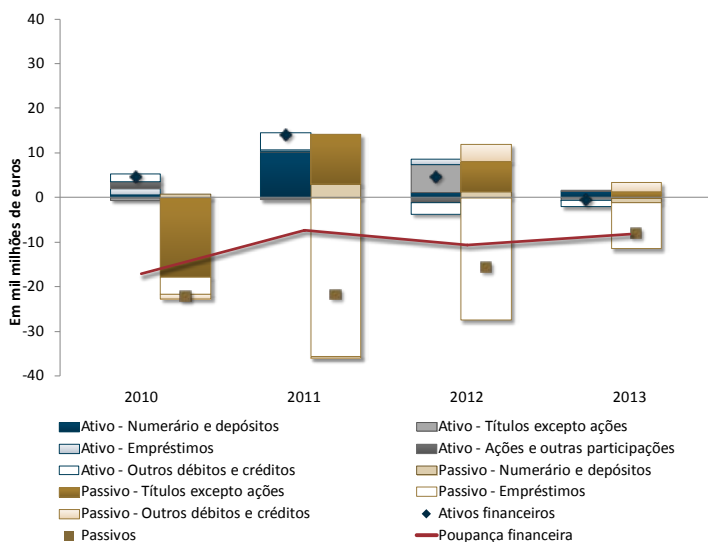 40
30
20
10
0
-10
-20
-30
-40
Em mil milhões de euros
2010 2011 2012 2013
Ativo - Numerário e depósitos Ativo - Títulos excepto ações
Ativo - Empréstimos Ativo - Ações e outras participações
Ativo - Outros débitos e créditos Passivo - Numerário e depósitos
Passivo - Títulos excepto ações Passivo - Empréstimos
Passivo - Outros débitos e créditos Ativos financeiros
Passivos Poupança financeira